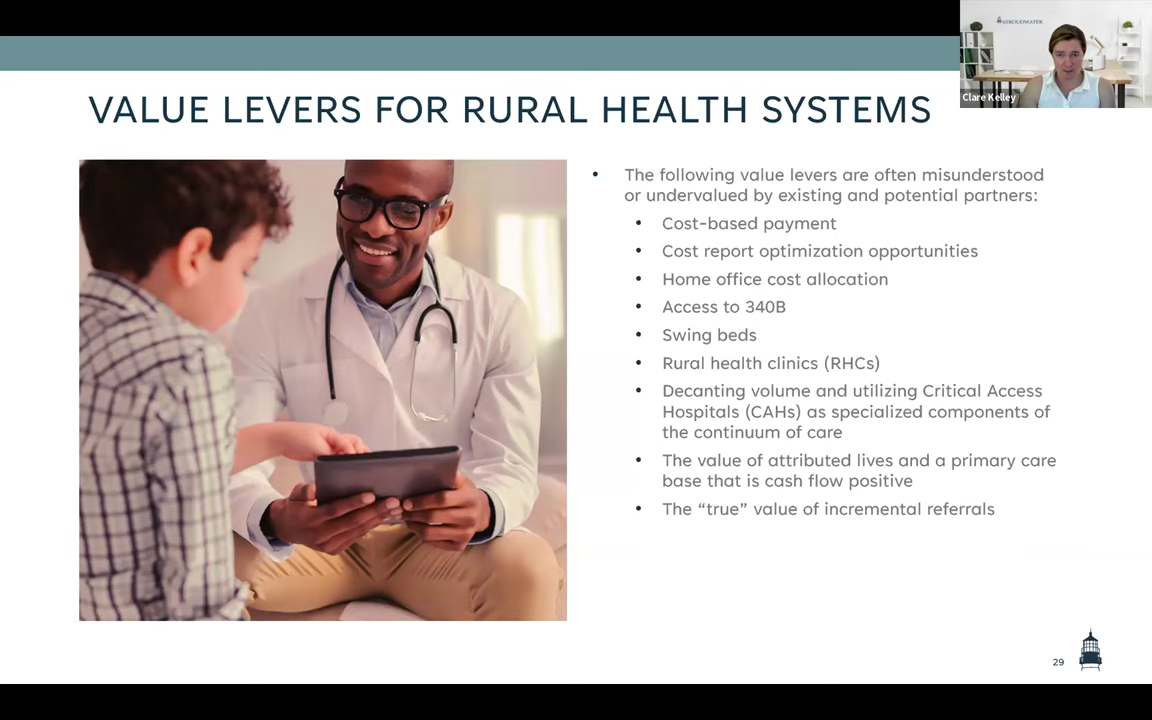 STROUDWATER
Clare Kelley
VALUE LEVERS FOR RURAL HEALTH SYSTEMS
• The following value levers are often misunderstood
or undervalued by existing and potential partners:
• Cost-based payment
• Cost report optimization opportunities
• Home office cost allocation
• Access to 340B
• Swing beds
• Rural health clinics (RHCs)
• Decanting volume and utilizing Critical Access
Hospitals (CAHs) as specialized components of
the continuum of care
• The value of attributed lives and a primary care
base that is cash flow positive
• The “true” value of incremental referrals
29